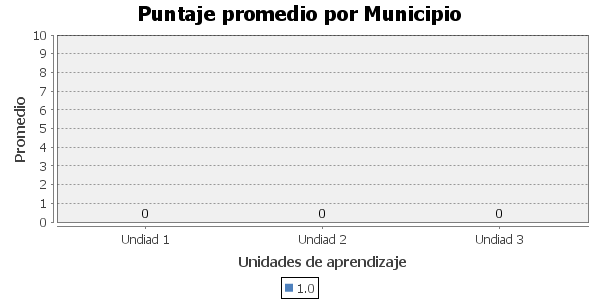 Puntaje promedio por Municipio
10
9
8
7
6
5
4
3
2
1
0
Promedio
0 0 0
Undiad 1 Undiad 2 Undiad 3
Unidades de aprendizaje
1.0